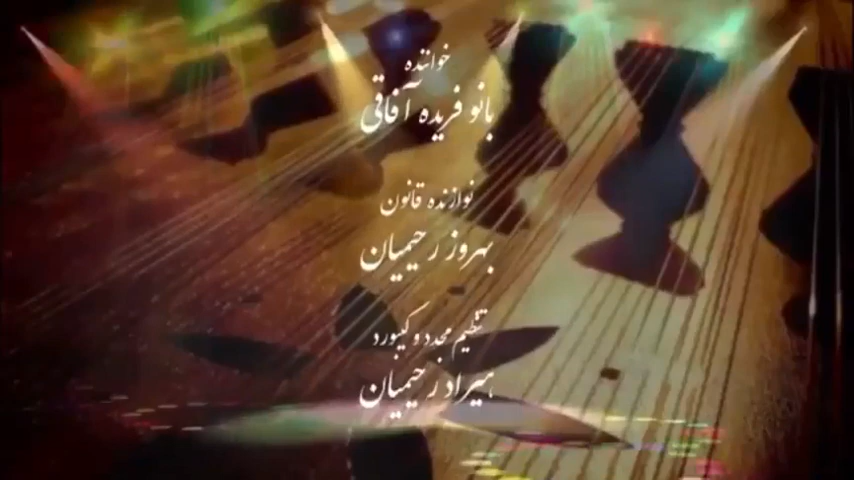 خواننده
بانو فریده آفاقی
نوازنده قانون
بهروز رحیمیان
تنظیم مجدد و کیبورد
هیراد رحیمیان